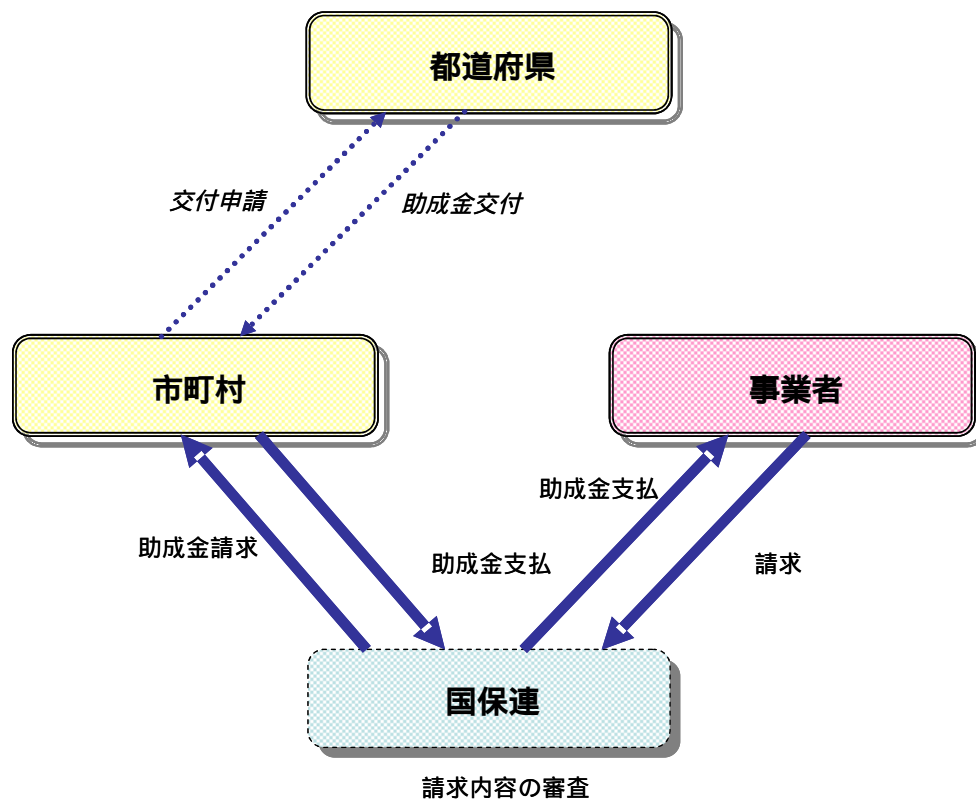 都道府県
交付申請
助成金交付
市町村
事業者
助成金支払
助成金請求
助成金支払
請求
国保連
請求内容の審査